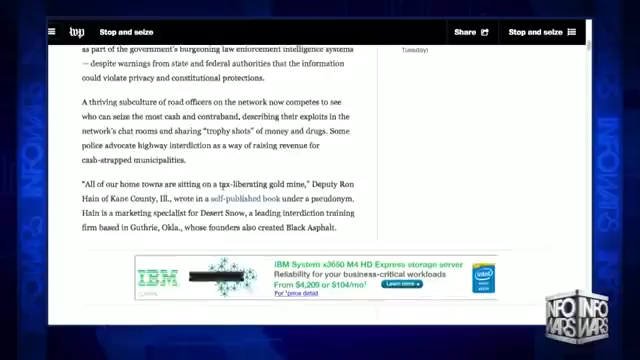 wp
Stop and seize
Share
Stop and seize
as part of the government's burgeoning law enforcement intelligence systems
— despite warnings from state and federal authorities that the information
could violate privacy and constitutional protections.
Tuesday)
A thriving subculture of road officers on the network now competes to see
who can seize the most cash and contraband, describing their exploits in the
network's chat rooms and sharing “trophy shots” of money and drugs. Some
police advocate highway interdiction as a way of raising revenue for
cash-strapped municipalities.
“All of our home towns are sitting on a tax-liberating gold mine,” Deputy Ron
Hain of Kane County, Ill., wrote in a self-published book under a pseudonym.
Hain is a marketing specialist for Desert Snow, a leading interdiction training
firm based in Guthrie, Okla., whose founders also created Black Asphalt.
IBM
IBM System x3650 M4 HD Express storage server
Reliability for your business-critical workloads
From $4,209 or $104/mo!
Learn more
For *price detail
intel
INFO WARS
INFO WARS
INFO
WARS
INFO
WARS